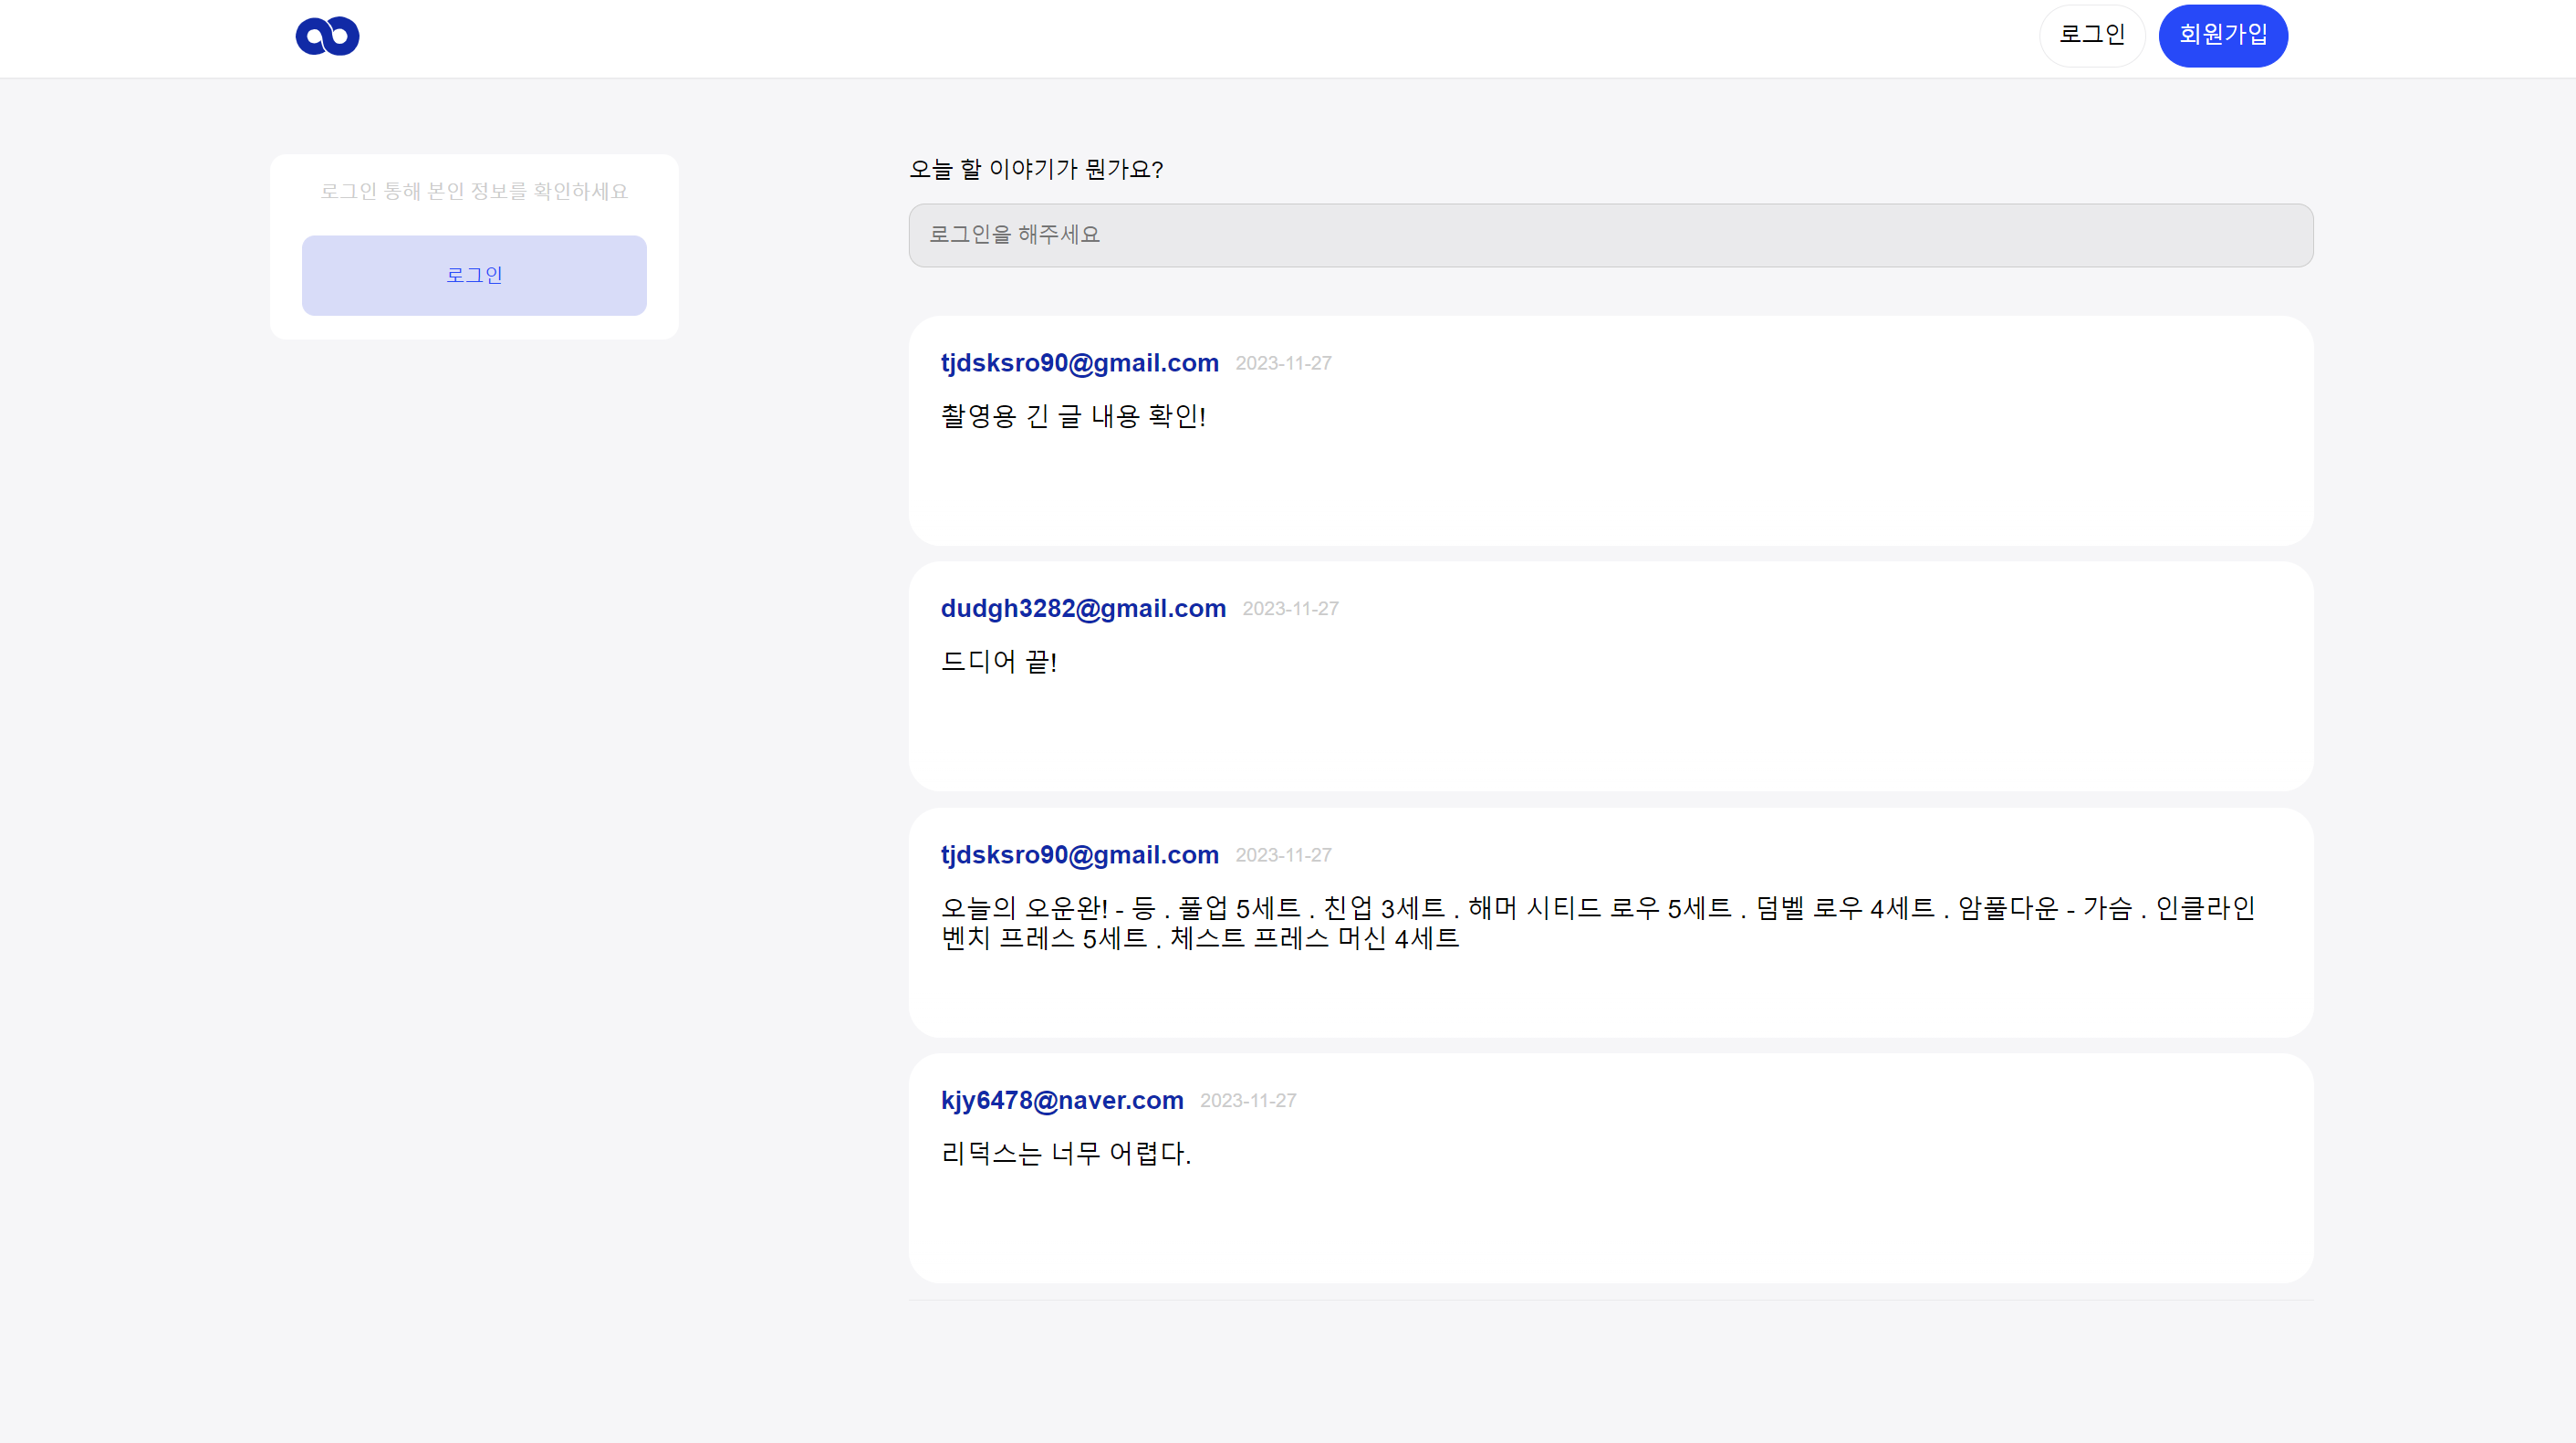 로그인
회원가입
로그인 통해 본인 정보를 확인하세요
로그인
오늘 할 이야기가 뭔가요?
로그인을 해주세요
tjdsksro90@gmail.com 2023-11-27
촬영용 긴 글 내용 확인!
dudgh3282@gmail.com 2023-11-27
드디어 끝!
tjdsksro90@gmail.com 2023-11-27
오늘의 오운완! - 등 . 풀업 5세트 . 친업 3세트 . 해머 시티드 로우 5세트 . 덤벨 로우 4세트 . 암풀다운 - 가슴 . 인클라인
벤치 프레스 5세트 . 체스트 프레스 머신 4세트
kjy6478@naver.com 2023-11-27
리덕스는 너무 어렵다.